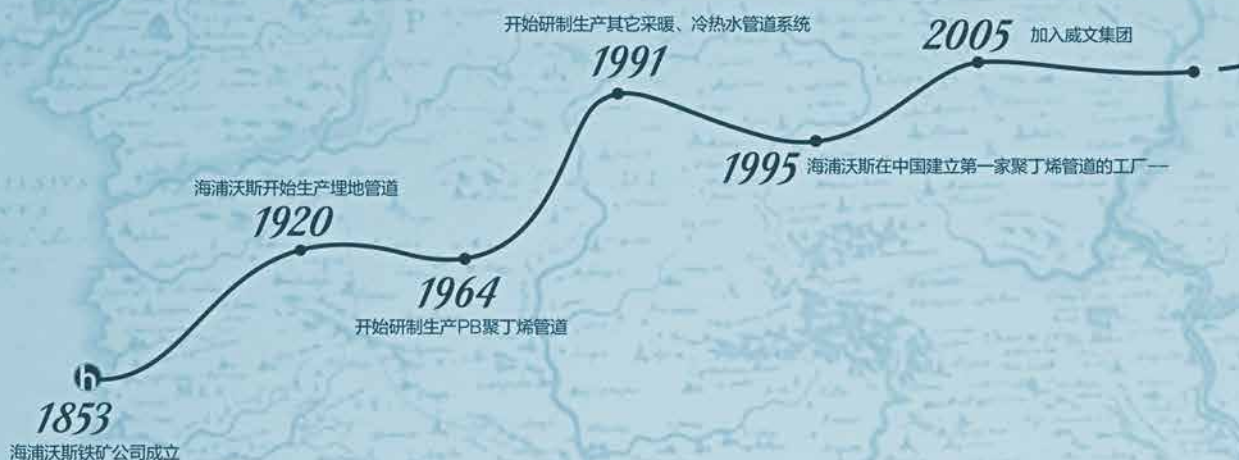 h
1853
海浦沃斯铁矿公司成立
海浦沃斯开始生产埋地管道
1920
1964
开始研制生产PB聚丁烯管道
开始研制生产其它采暖、冷热水管道系统
1991
1995 海浦沃斯在中国建立第一家聚丁烯管道的工厂一
2005 加入威文集团